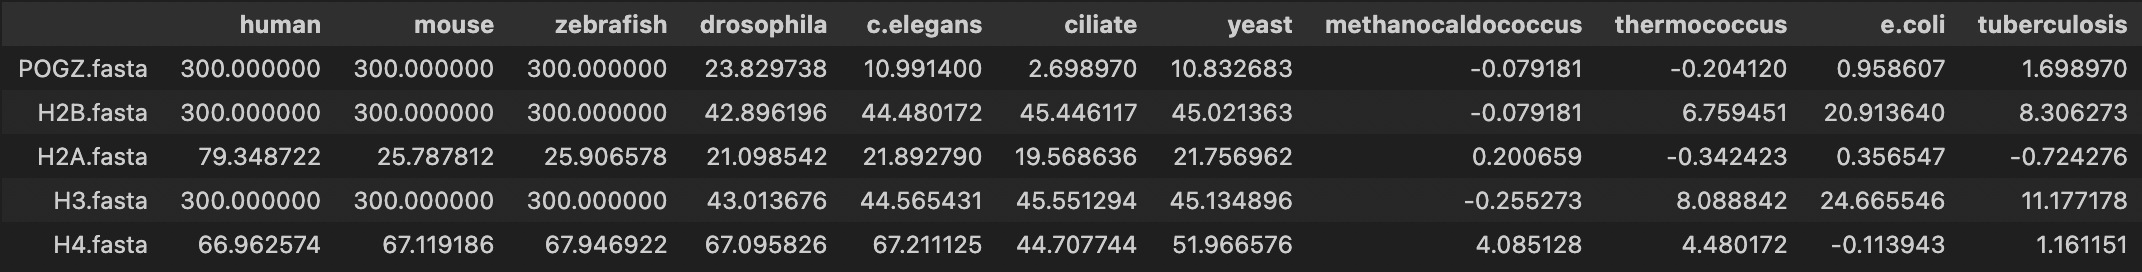 human mouse zebrafish drosophila c.elegans ciliate yeast methanocaldococcus thermococcus e.coli tuberculosis
POGZ.fasta 300.000000 300.000000 300.000000 23.829738 10.991400 2.698970 10.832683 -0.079181 -0.204120 0.958607 1.698970
H2B.fasta 300.000000 300.000000 300.000000 42.896196 44.480172 45.446117 45.021363 -0.079181 6.759451 20.913640 8.306273
H2A.fasta 79.348722 25.787812 25.906578 21.098542 21.892790 19.568636 21.756962 0.200659 -0.342423 0.356547 -0.724276
H3.fasta 300.000000 300.000000 300.000000 43.013676 44.565431 45.551294 45.134896 -0.255273 8.088842 24.665546 11.177178
H4.fasta 66.962574 67.119186 67.946922 67.095826 67.211125 44.707744 51.966576 4.085128 4.480172 -0.113943 1.161151